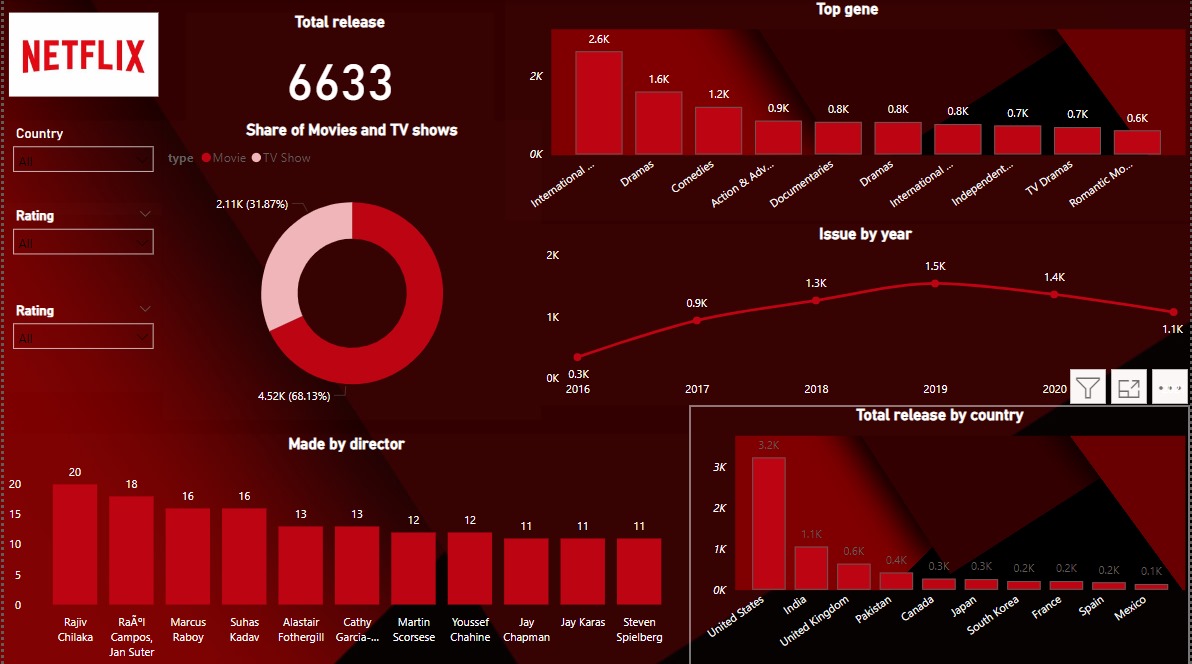 NETFLIX
Country
All
Rating
All
Rating
All
Total release
6633
Share of Movies and TV shows
type Movie TV Show
2.11K (31.87%)
4.52K (68.13%)
Top gene
2K
0K
2.6K
1.6K
1.2K
0.9K
0.8K
0.8K
0.8K
0.7K
0.7K
0.6K
International ...
Dramas
Comedies
Action & Adv...
Documentaries
Dramas
International ...
Independent...
TV Dramas
Romantic Mo...
Issue by year
2K
1K
0K
0.3K
0.9K
1.3K
1.5K
1.4K
1.1K
2016
2017
2018
2019
2020
Made by director
20
15
10
5
0
20
18
16
16
13
13
12
12
11
11
11
Rajiv
Chilaka
RaÃºl
Campos,
Jan Suter
Marcus
Raboy
Suhas
Kadav
Alastair
Fothergill
Cathy
Garcia-...
Martin
Scorsese
Youssef
Chahine
Jay
Chapman
Jay Karas
Steven
Spielberg
Total release by country
3K
2K
1K
0K
3.2K
1.1K
0.6K
0.4K
0.3K
0.3K
0.2K
0.2K
0.2K
0.1K
United States
India
United Kingdom
Pakistan
Canada
Japan
South Korea
France
Spain
Mexico